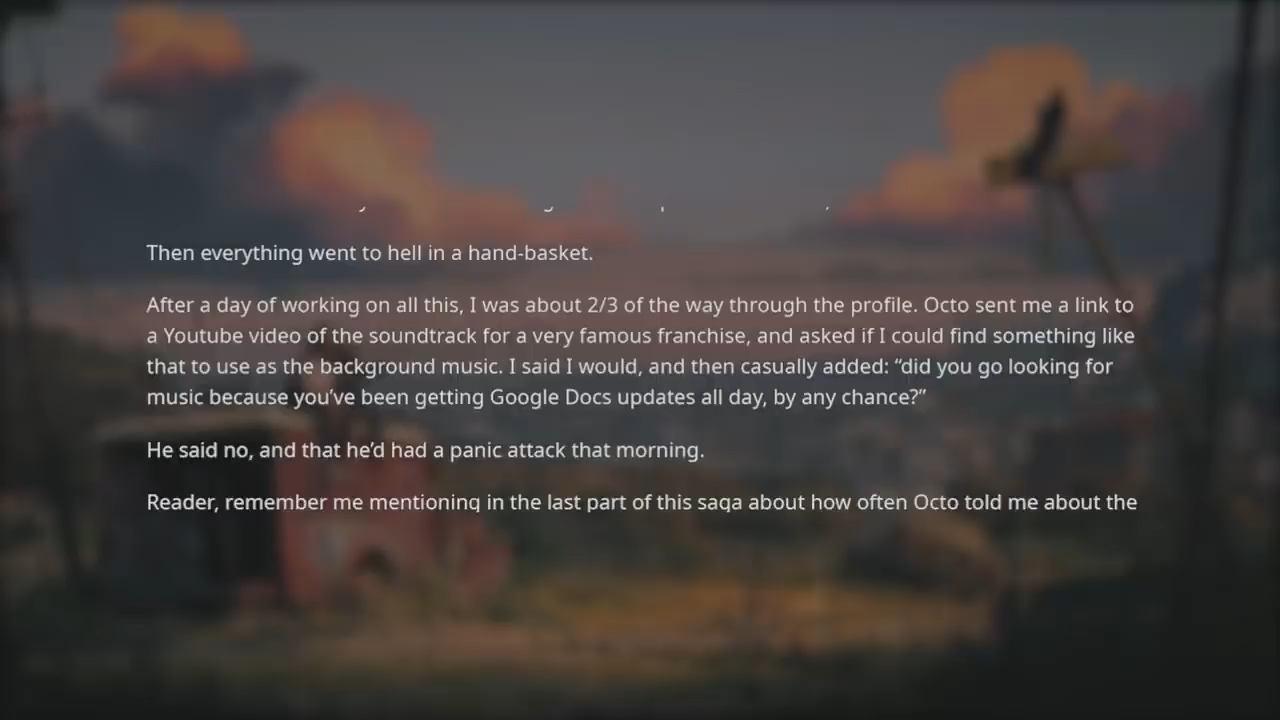 Then everything went to hell in a hand-basket.
After a day of working on all this, I was about 2/3 of the way through the profile. Octo sent me a link to
a Youtube video of the soundtrack for a very famous franchise, and asked if I could find something like
that to use as the background music. I said I would, and then casually added: “did you go looking for
music because you’ve been getting Google Docs updates all day, by any chance?”
He said no, and that he’d had a panic attack that morning.
Reader, remember me mentioning in the last part of this saga about how often Octo told me about the